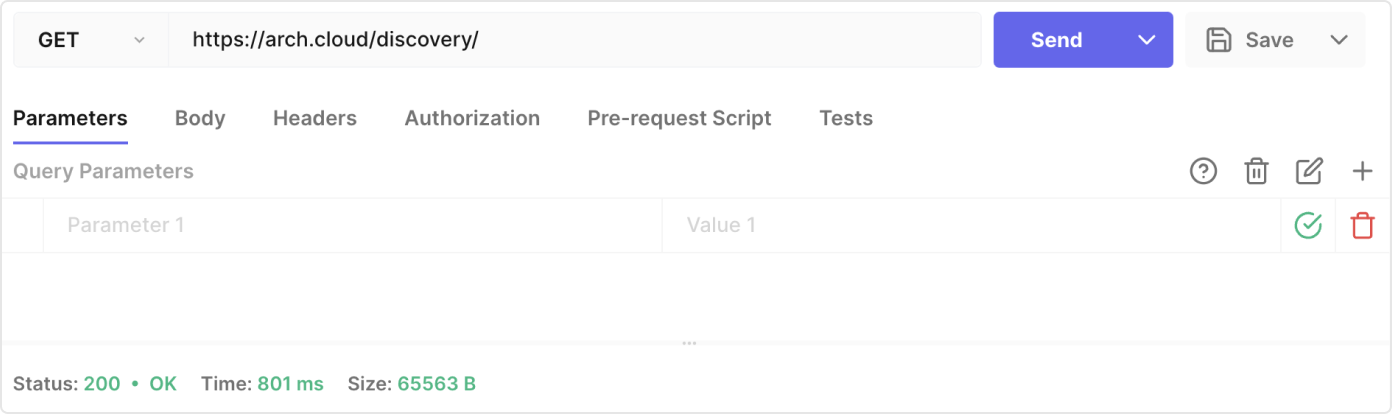 GET https://arch.cloud/discovery/ Send Save
Parameters Body Headers Authorization Pre-request Script Tests
Query Parameters
Parameter 1 Value 1
Status: 200 • OK Time: 801 ms Size: 65563 B